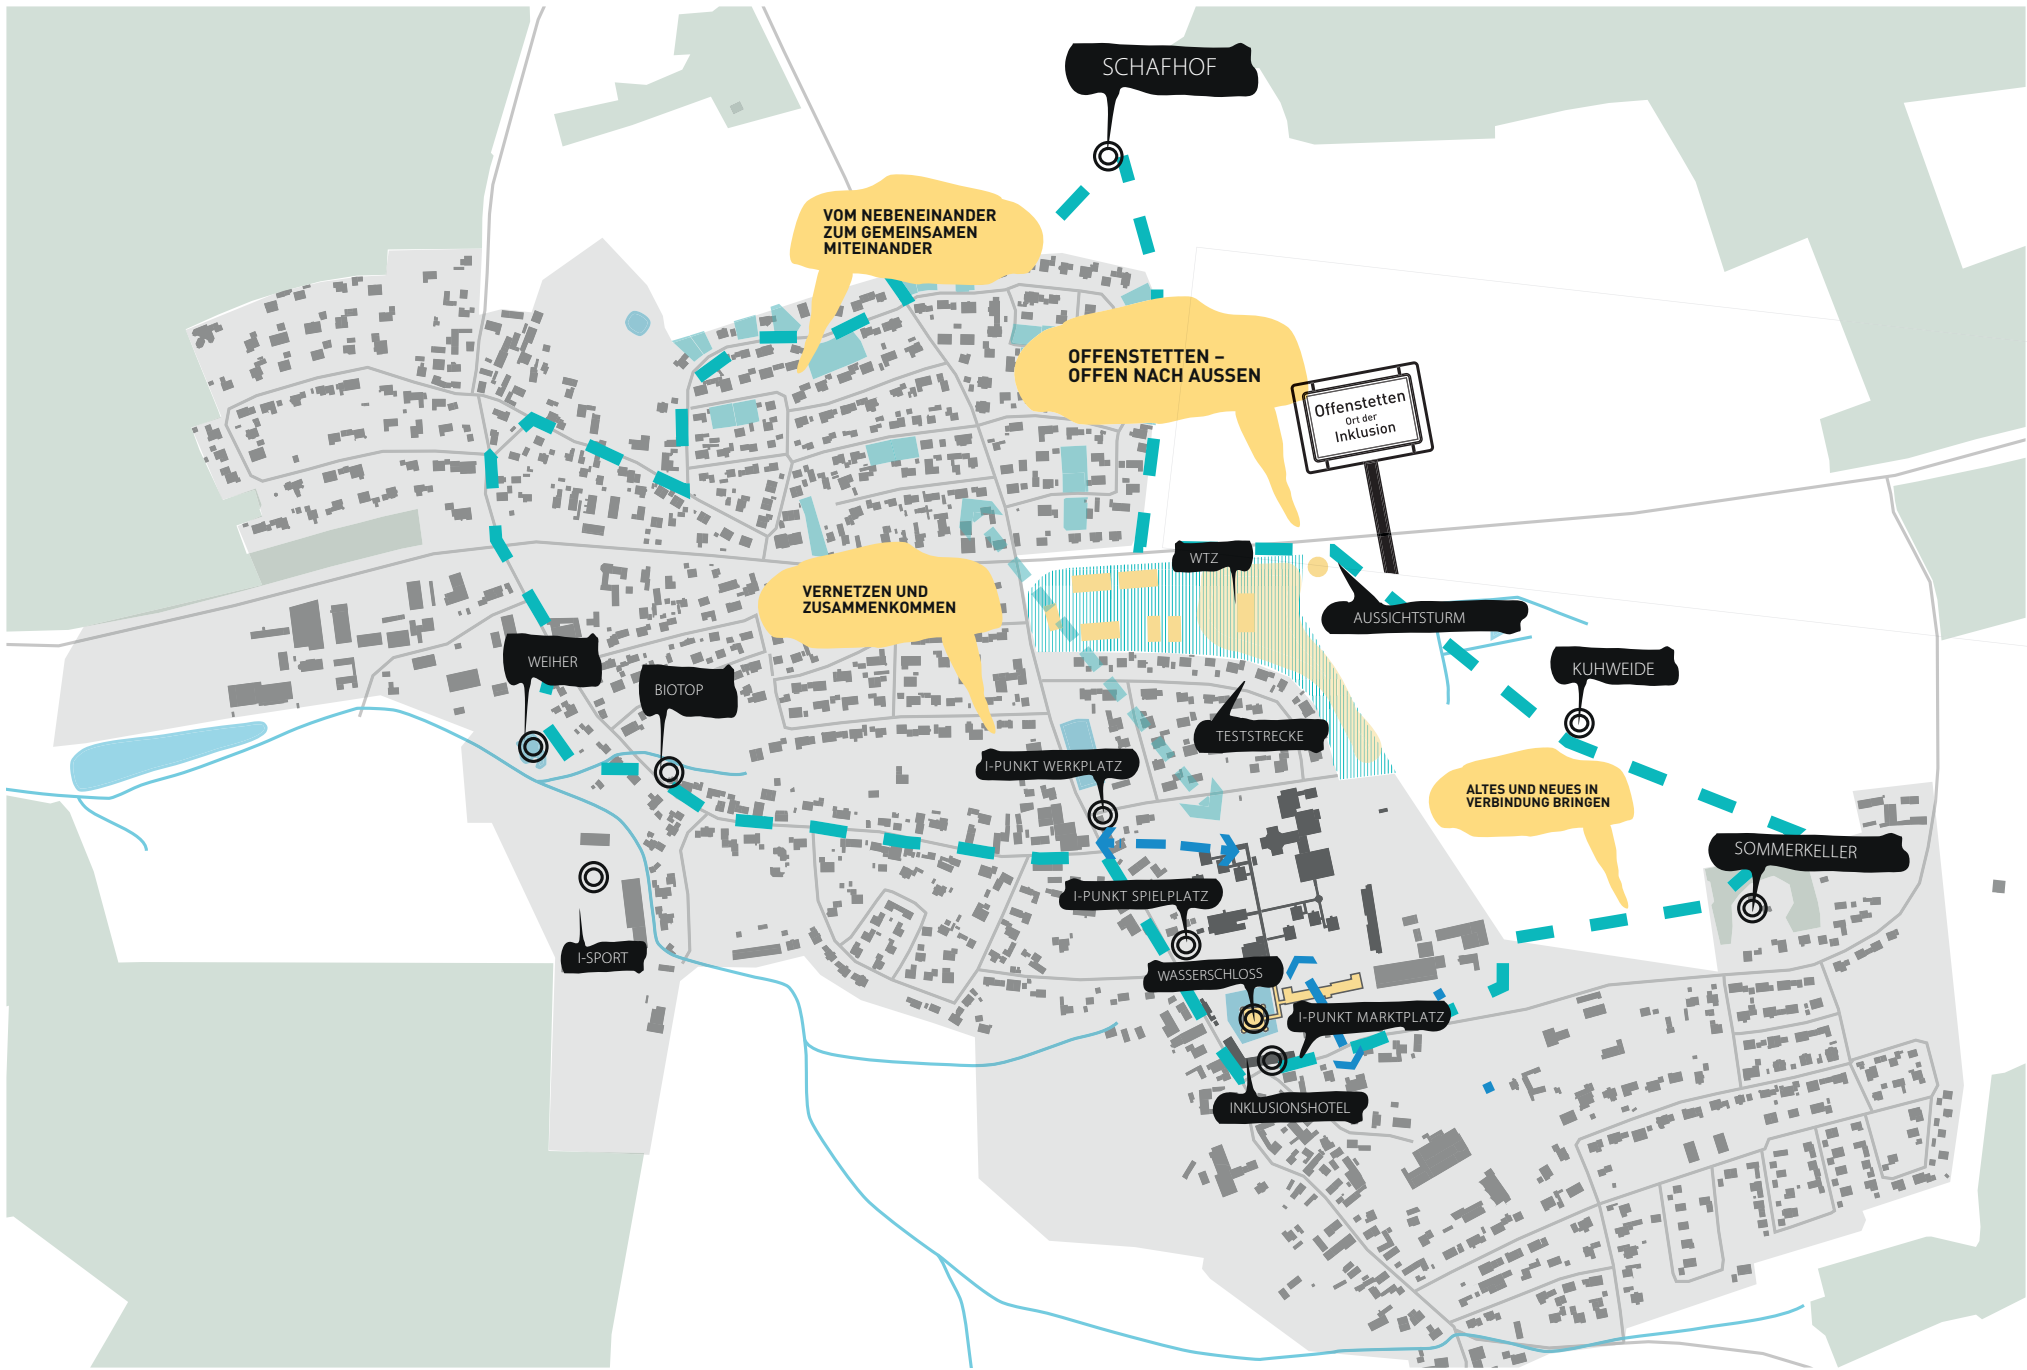 SCHAFHOF
VOM NEBENEINANDER
ZUM GEMEINSAMEN
MITEINANDER
OFFENSTETTEN –
OFFEN NACH AUSSEN
Offenstetten
Ort der
Inklusion
WTZ
VERNETZEN UND
ZUSAMMENKOMMEN
AUSSICHTSTURM
WEIHER
BIOTOP
KUHWEIDE
TESTSTRECKE
I-PUNKT WERKPLATZ
ALTES UND NEUES IN
VERBINDUNG BRINGEN
SOMMERKELLER
I-PUNKT SPIELPLATZ
I-SPORT
WASSERSCHLOSS
I-PUNKT MARKTPLATZ
INKLUSIONSHOTEL